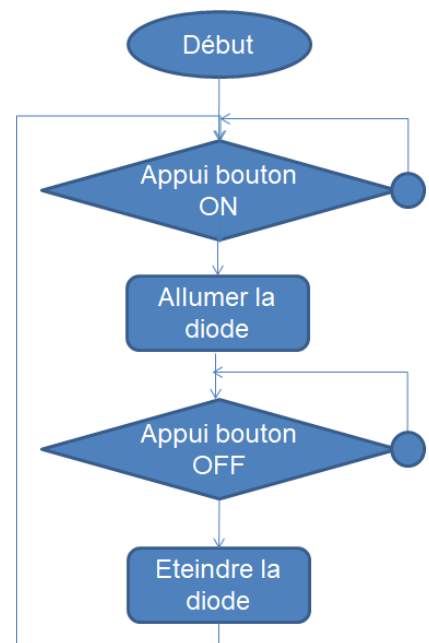 Début
Appui bouton
ON
Allumer la
diode
Appui bouton
OFF
Eteindre la
diode